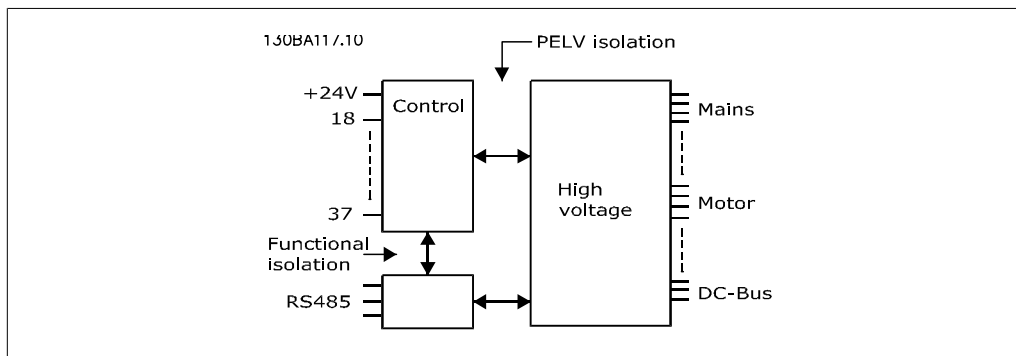 130BA117.10
PELV isolation
+24V
Control
18
Mains
High
voltage
37
Motor
Functional
isolation
RS485
DC-Bus